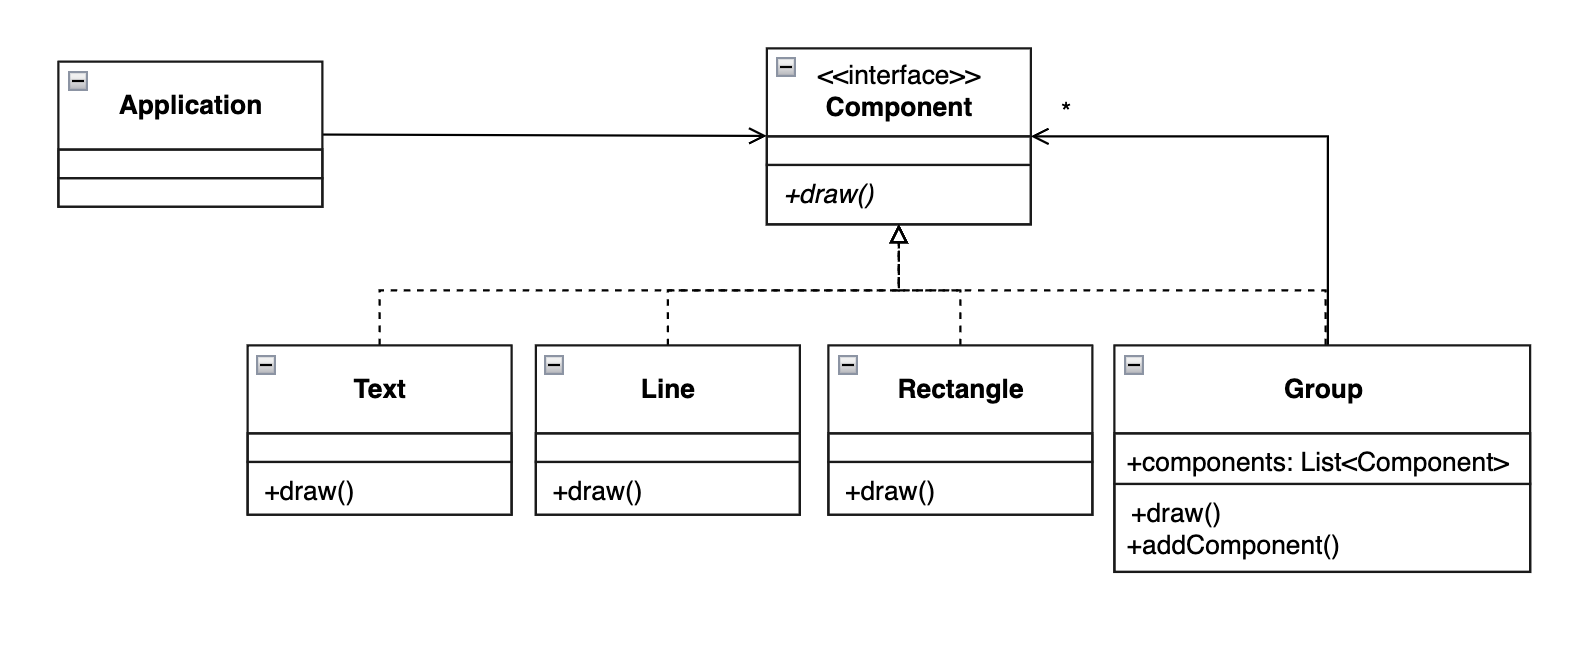 Application
<<interface>>
Component
*
+draw()
Text
+draw()
Line
+draw()
Rectangle
+draw()
Group
+components: List<Component>
+draw()
+addComponent()